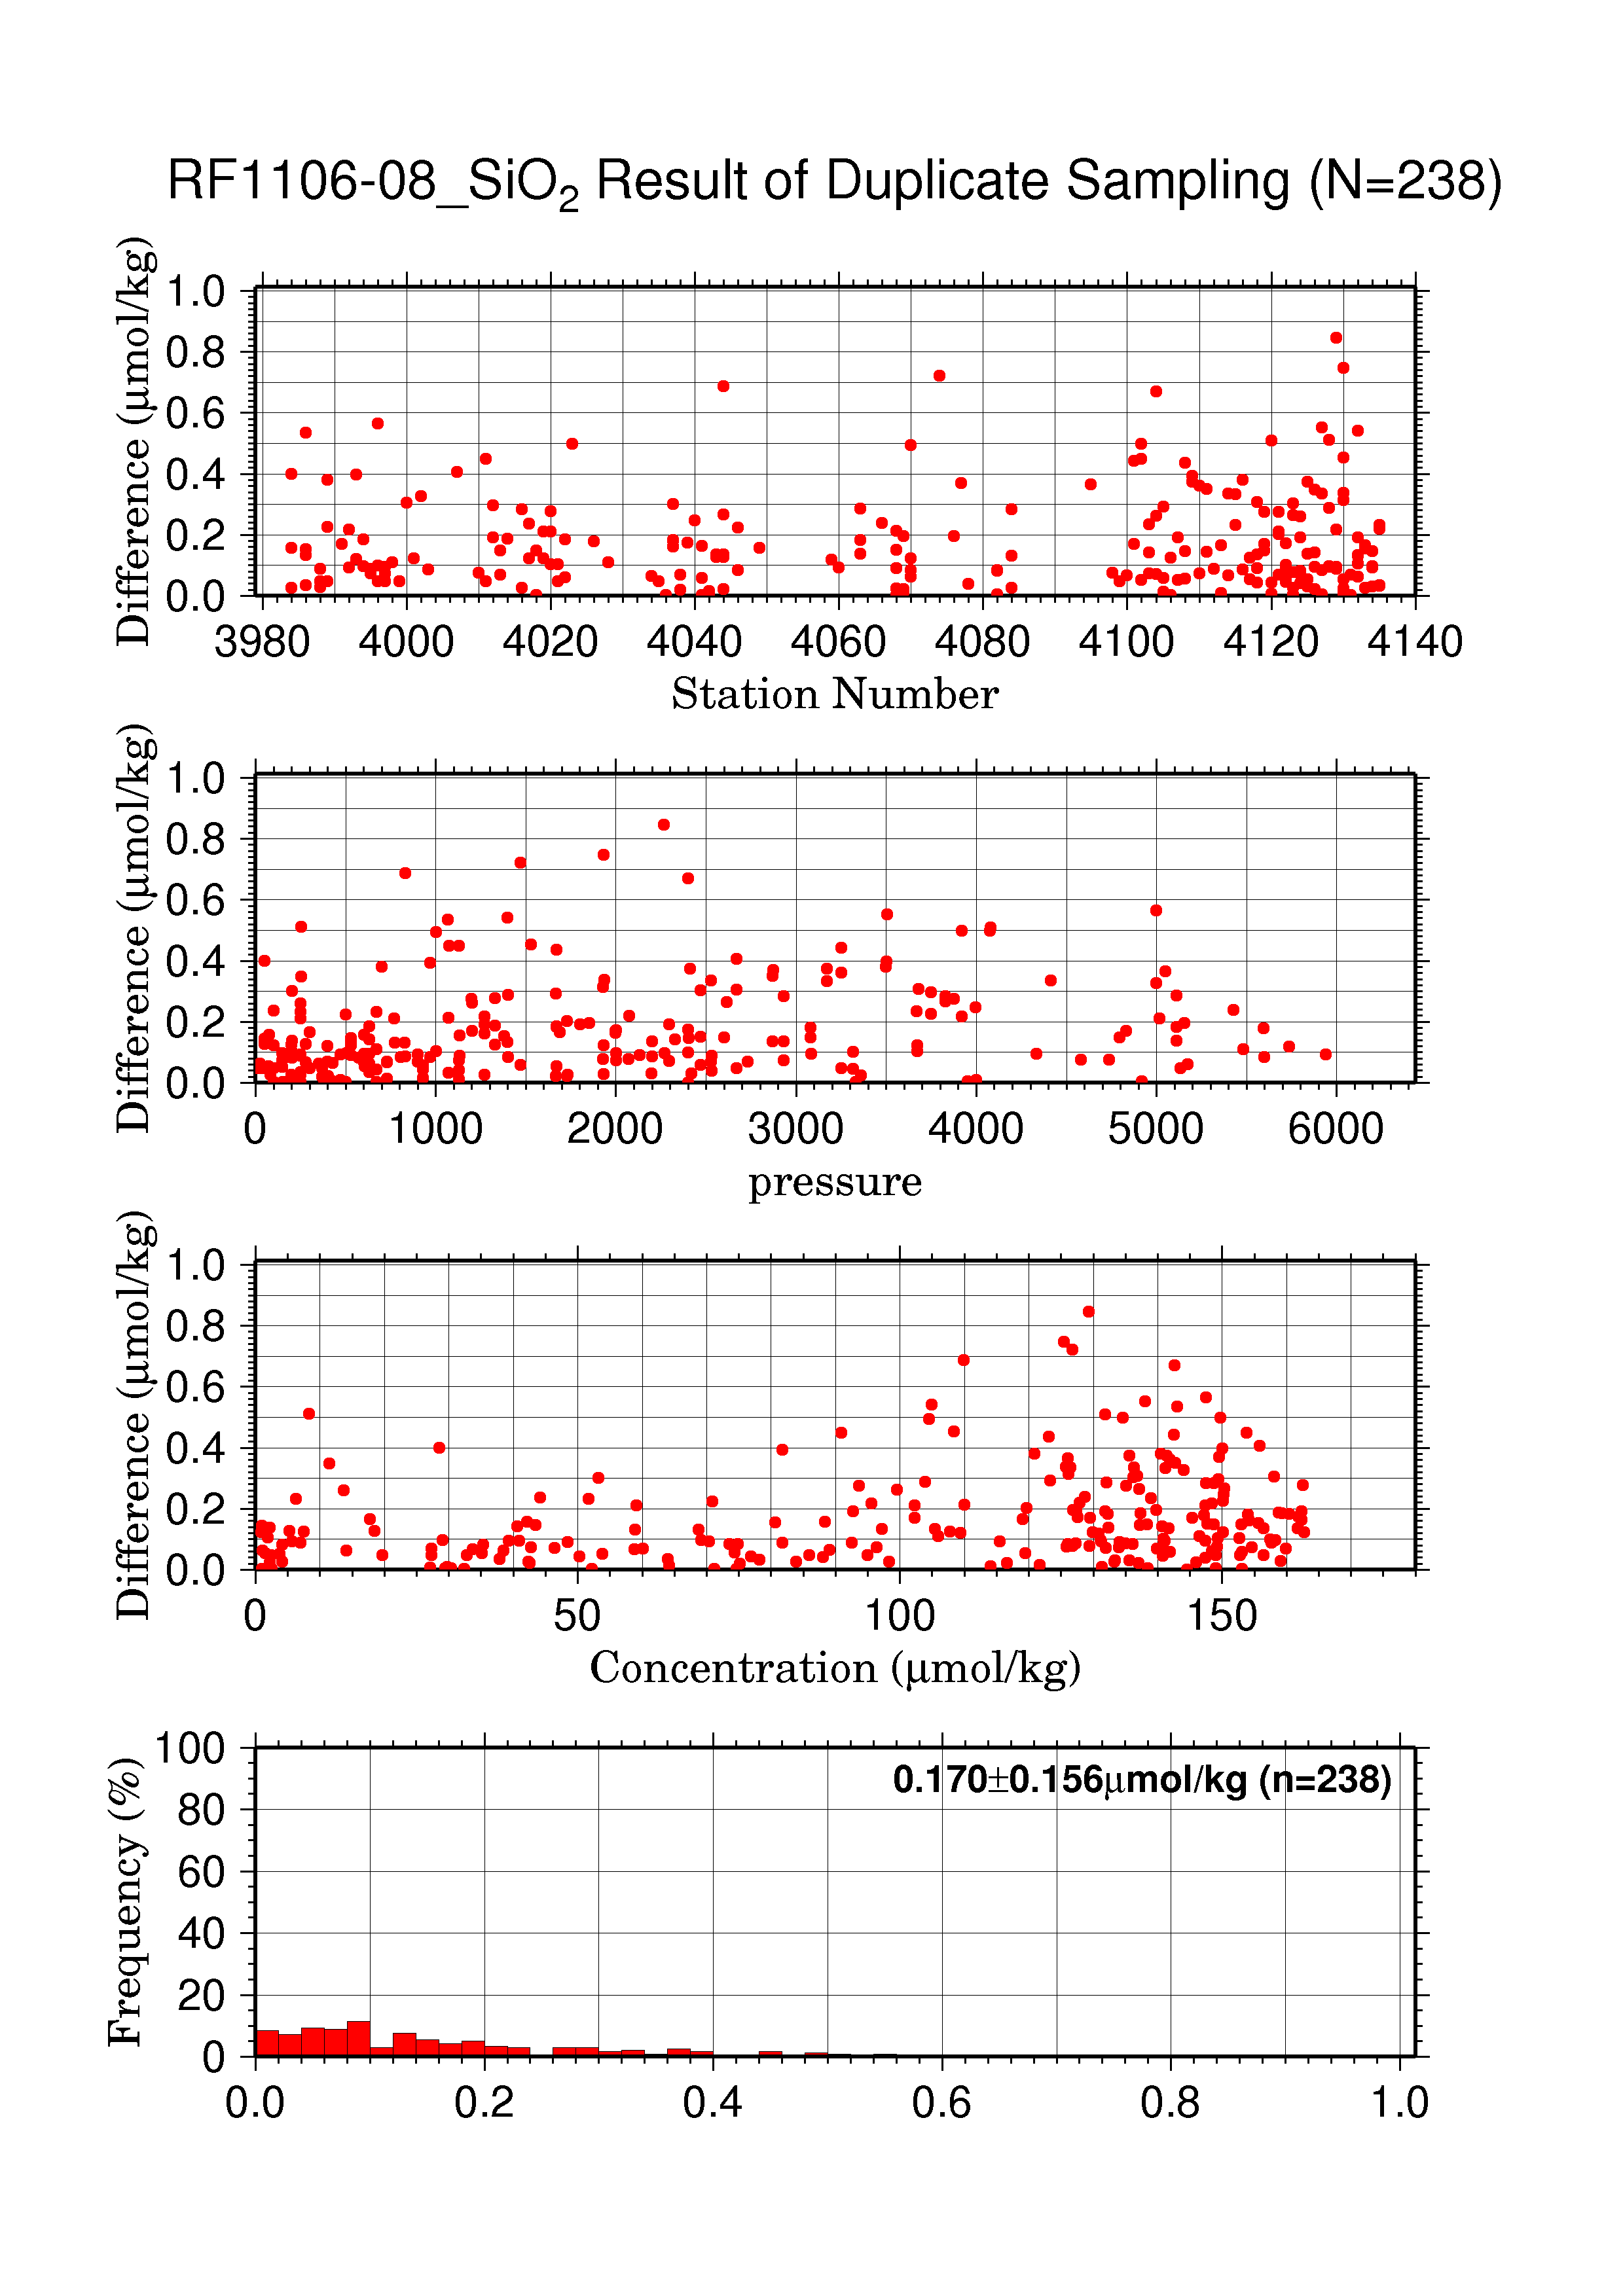 RF1106-08_SiO₂ Result of Duplicate Sampling (N=238)
Difference (µmol/kg)
1.0
0.8
0.6
0.4
0.2
0.0
3980 4000 4020 4040 4060 4080 4100 4120 4140
Station Number
Difference (µmol/kg)
1.0
0.8
0.6
0.4
0.2
0.0
0 1000 2000 3000 4000 5000 6000
pressure
Difference (µmol/kg)
1.0
0.8
0.6
0.4
0.2
0.0
0 50 100 150
Concentration (µmol/kg)
Frequency (%)
100
80
60
40
20
0
0.170±0.156µmol/kg (n=238)
0.0 0.2 0.4 0.6 0.8 1.0